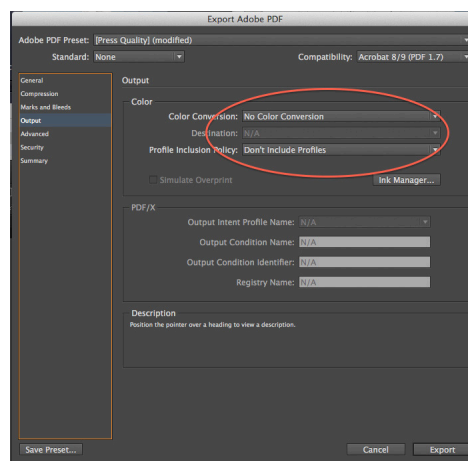 Export Adobe PDF
Adobe PDF Preset: [Press Quality] (modified)
Standard: None Compatibility: Acrobat 8/9 (PDF 1.7)
General
Compression
Marks and Bleeds
Output
Advanced
Security
Summary
Output
Color
Color Conversion: No Color Conversion
Destination: N/A
Profile Inclusion Policy: Don't Include Profiles
Simulate Overprint Ink Manager...
PDF/X
Output Intent Profile Name: N/A
Output Condition Name: N/A
Output Condition Identifier: N/A
Registry Name: N/A
Description
Position the pointer over a heading to view a description.
Save Preset... Cancel Export